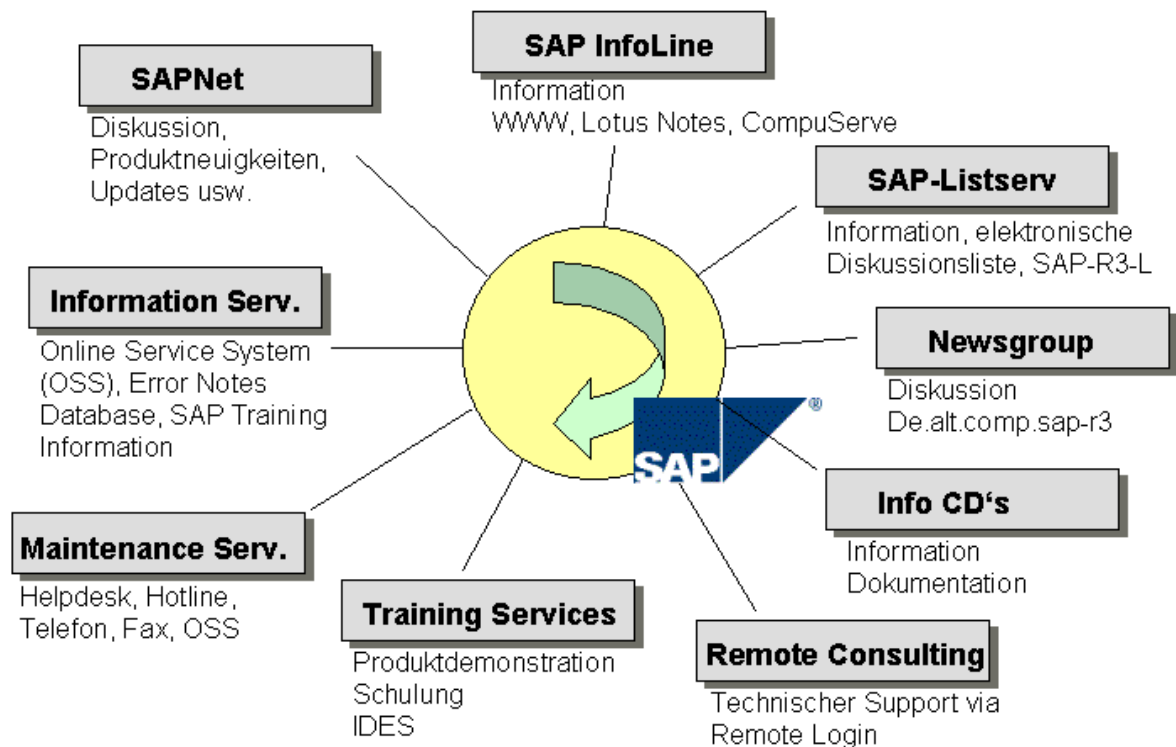 SAP InfoLine
Information
WWW, Lotus Notes, CompuServe
SAPNet
Diskussion,
Produktneuigkeiten,
Updates usw.
SAP-Listserv
Information, elektronische
Diskussionsliste, SAP-R3-L
Information Serv.
Online Service System
(OSS), Error Notes
Database, SAP Training
Information
Newsgroup
Diskussion
De.alt.comp.sap-r3
SAP ®
Info CD‘s
Information
Dokumentation
Maintenance Serv.
Helpdesk, Hotline,
Telefon, Fax, OSS
Training Services
Produktdemonstration
Schulung
IDES
Remote Consulting
Technischer Support via
Remote Login